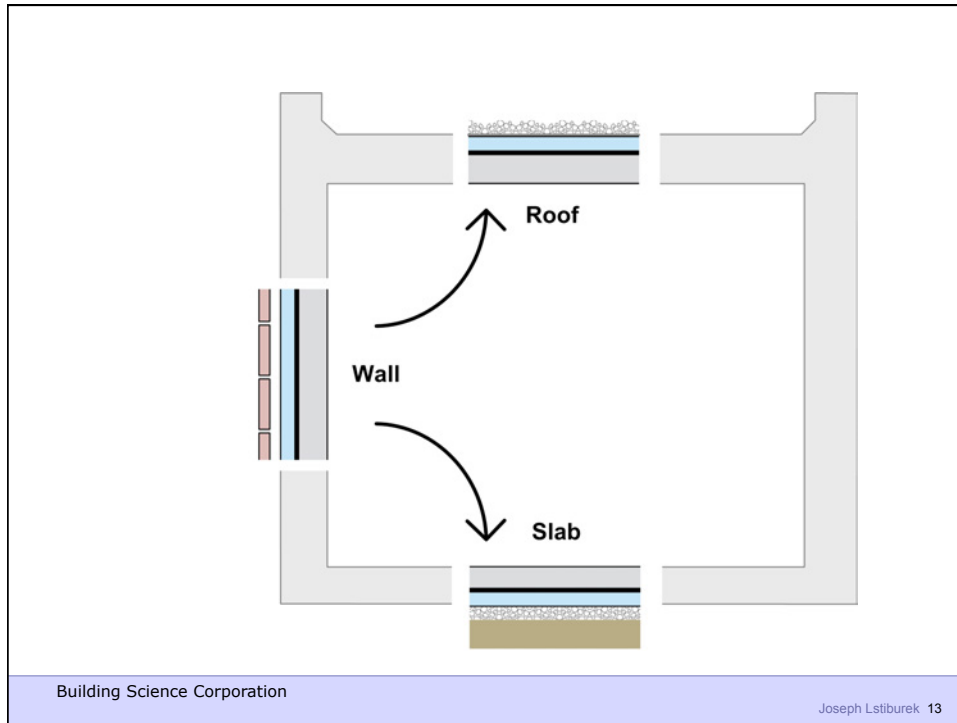 Roof
Wall
Slab
Building Science Corporation
Joseph Lstiburek 13